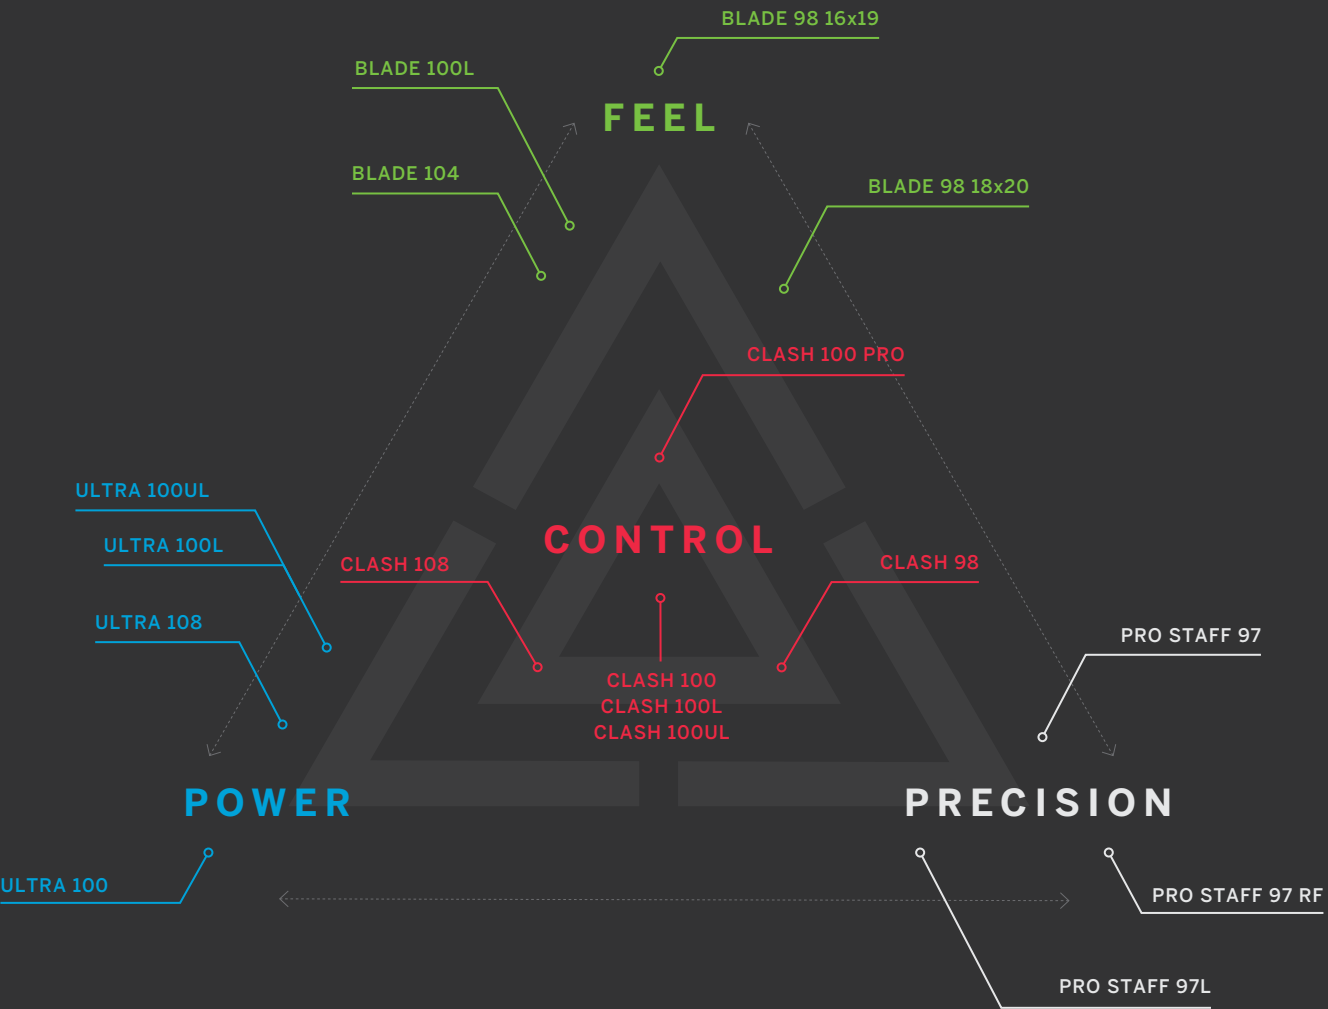 BLADE 98 16x19
BLADE 100L
FEEL
BLADE 104
BLADE 98 18x20
CLASH 100 PRO
ULTRA 100UL
CONTROL
ULTRA 100L
CLASH 108
CLASH 98
ULTRA 108
PRO STAFF 97
CLASH 100
CLASH 100L
CLASH 100UL
POWER
PRECISION
ULTRA 100
PRO STAFF 97 RF
PRO STAFF 97L